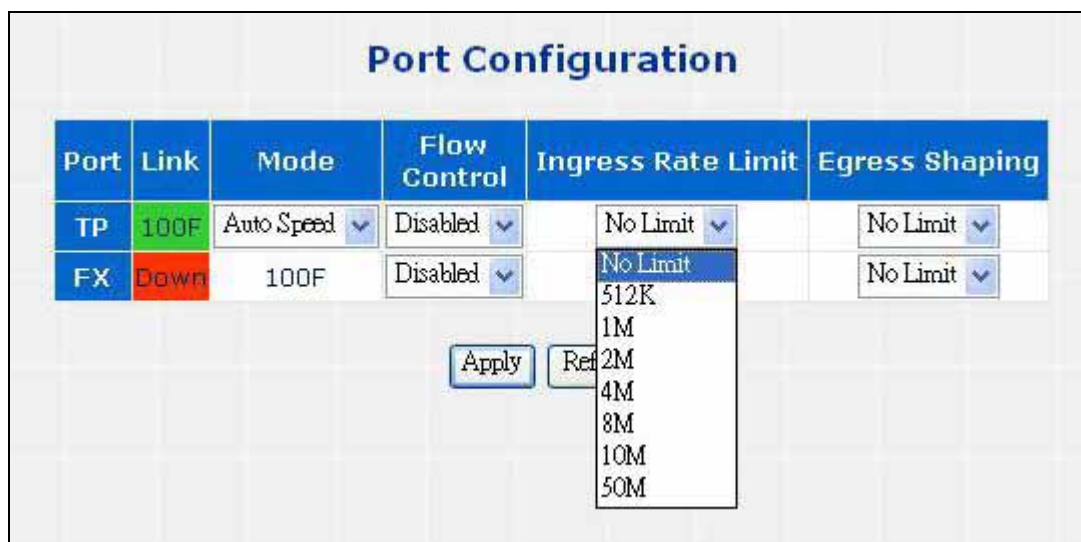 Port Configuration
Port Link Mode Flow Control Ingress Rate Limit Egress Shaping
TP 100F Auto Speed Disabled No Limit No Limit
FX Down 100F Disabled No Limit
No Limit
512K
1M
2M
4M
8M
10M
50M
Apply Ref